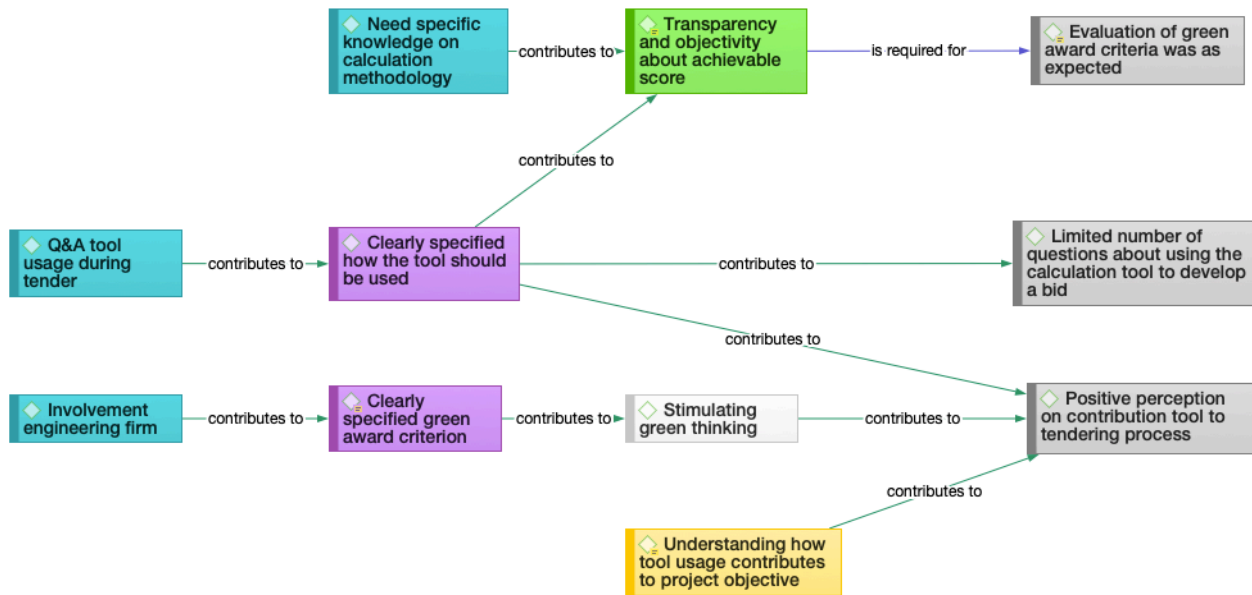 Need specific
knowledge on
calculation
methodology
contributes to
Transparency
and objectivity
about achievable
score
is required for
Evaluation of green
award criteria was as
expected
contributes to
Q&A tool
usage during
tender
contributes to
Clearly specified
how the tool should
be used
contributes to
Limited number of
questions about using the
calculation tool to develop
a bid
contributes to
Involvement
engineering firm
contributes to
Clearly
specified green
award criterion
contributes to
Stimulating
green thinking
contributes to
Positive perception
on contribution tool to
tendering process
contributes to
Understanding how
tool usage contributes
to project objective